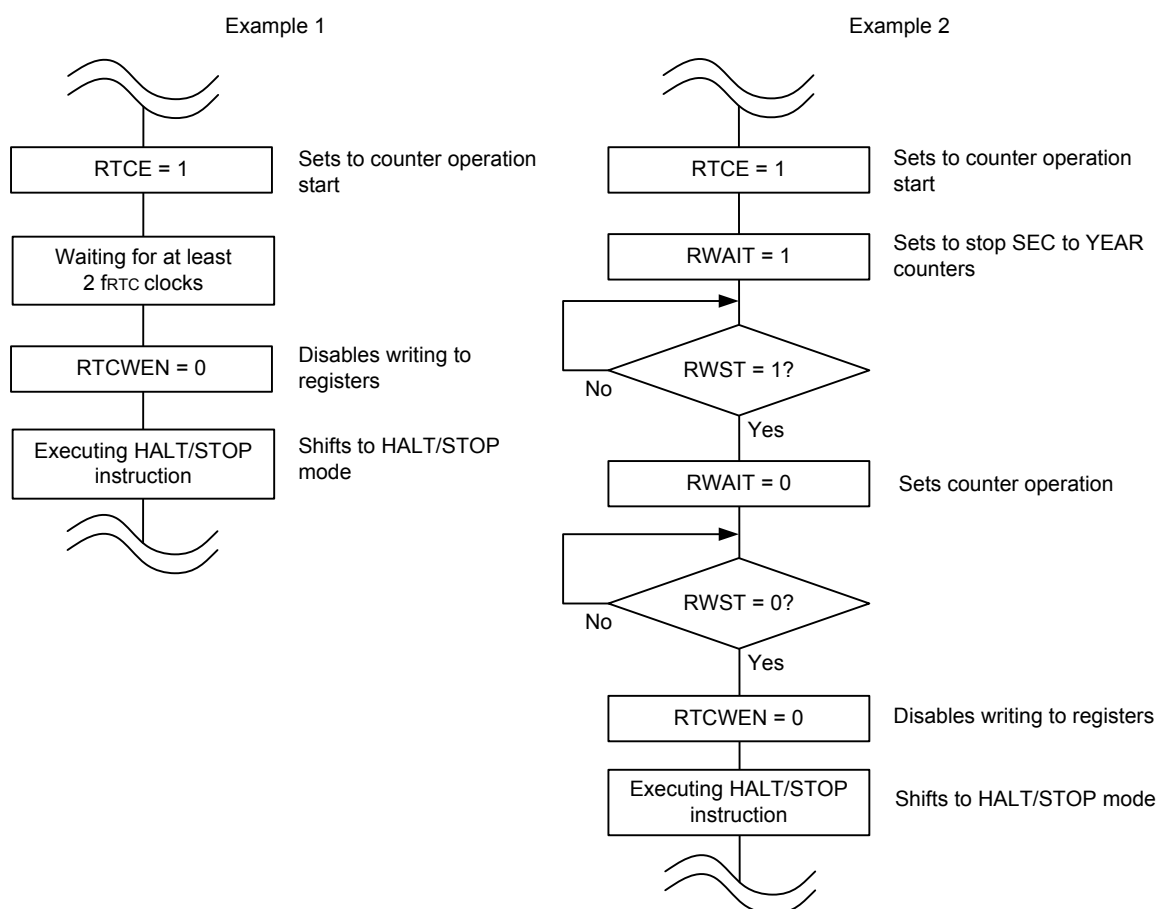 Example 1
RTCE = 1
Sets to counter operation
start
Waiting for at least
2 fRTC clocks
RTCWEN = 0
Disables writing to
registers
Executing HALT/STOP
instruction
Shifts to HALT/STOP
mode
Example 2
RTCE = 1
Sets to counter operation
start
RWAIT = 1
Sets to stop SEC to YEAR
counters
RWST = 1?
No
Yes
RWAIT = 0
Sets counter operation
RWST = 0?
No
Yes
RTCWEN = 0
Disables writing to registers
Executing HALT/STOP
instruction
Shifts to HALT/STOP mode